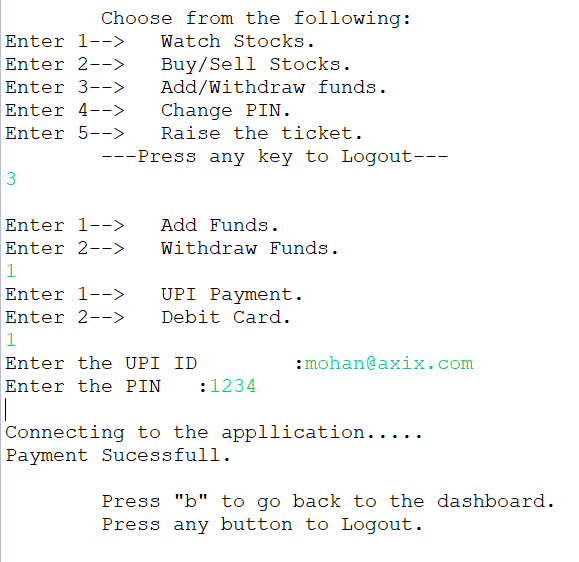 Choose from the following:
Enter 1-->   Watch Stocks.
Enter 2-->   Buy/Sell Stocks.
Enter 3-->   Add/Withdraw funds.
Enter 4-->   Change PIN.
Enter 5-->   Raise the ticket.
---Press any key to Logout---
3
Enter 1-->   Add Funds.
Enter 2-->   Withdraw Funds.
1
Enter 1-->   UPI Payment.
Enter 2-->   Debit Card.
1
Enter the UPI ID        :mohan@axix.com
Enter the PIN   :1234
Connecting to the appllication.....
Payment Sucessfull.
Press "b" to go back to the dashboard.
Press any button to Logout.